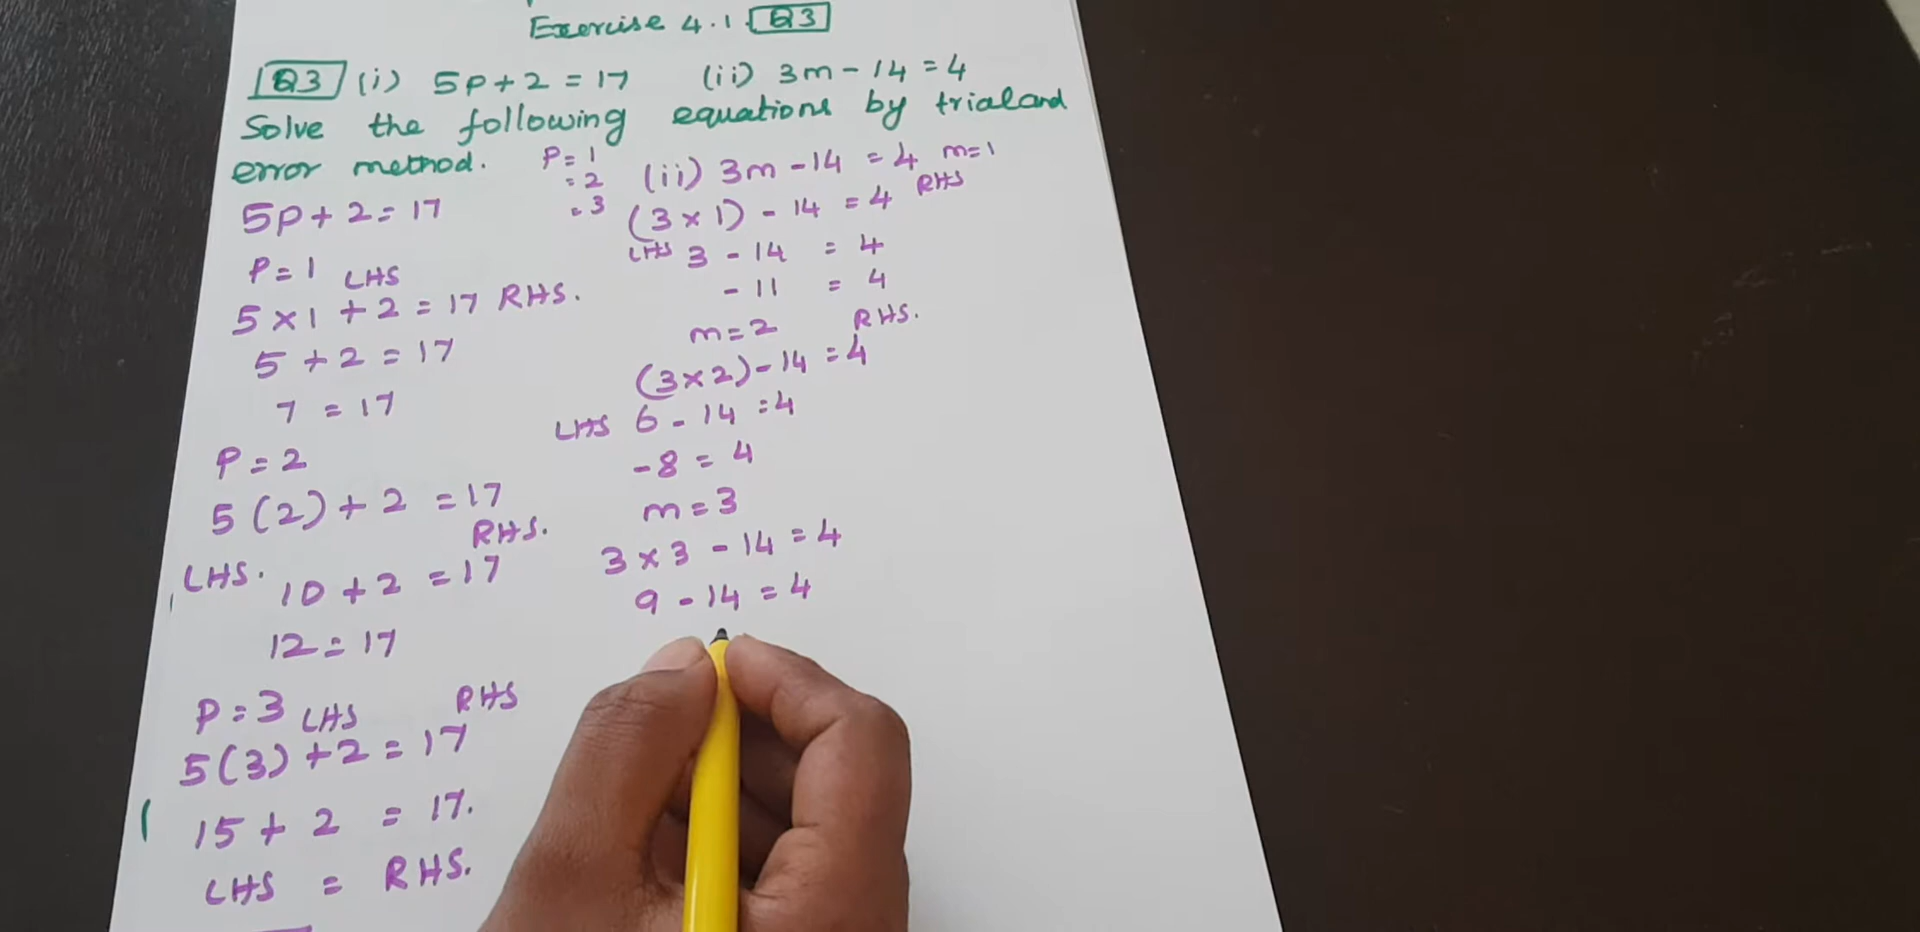 Exercise 4.1 Q3
Q3 (i) 5p + 2 = 17 (ii) 3m - 14 = 4
Solve the following equations by trial and
error method.
5p + 2 = 17
P = 1 LHS
5 × 1 + 2 = 17 RHS.
5 + 2 = 17
7 = 17
P = 2
5 (2) + 2 = 17
RHS.
LHS. 10 + 2 = 17
12 = 17
P = 3 LHS RHS
5(3) + 2 = 17
15 + 2 = 17.
LHS = RHS.
P = 1
= 2
= 3
(ii) 3m - 14 = 4 m=1
(3 × 1) - 14 = 4 RHS
LHS 3 - 14 = 4
- 11 = 4
m = 2 RHS.
(3 × 2) - 14 = 4
LHS 6 - 14 = 4
-8 = 4
m = 3
3 × 3 - 14 = 4
9 - 14 = 4